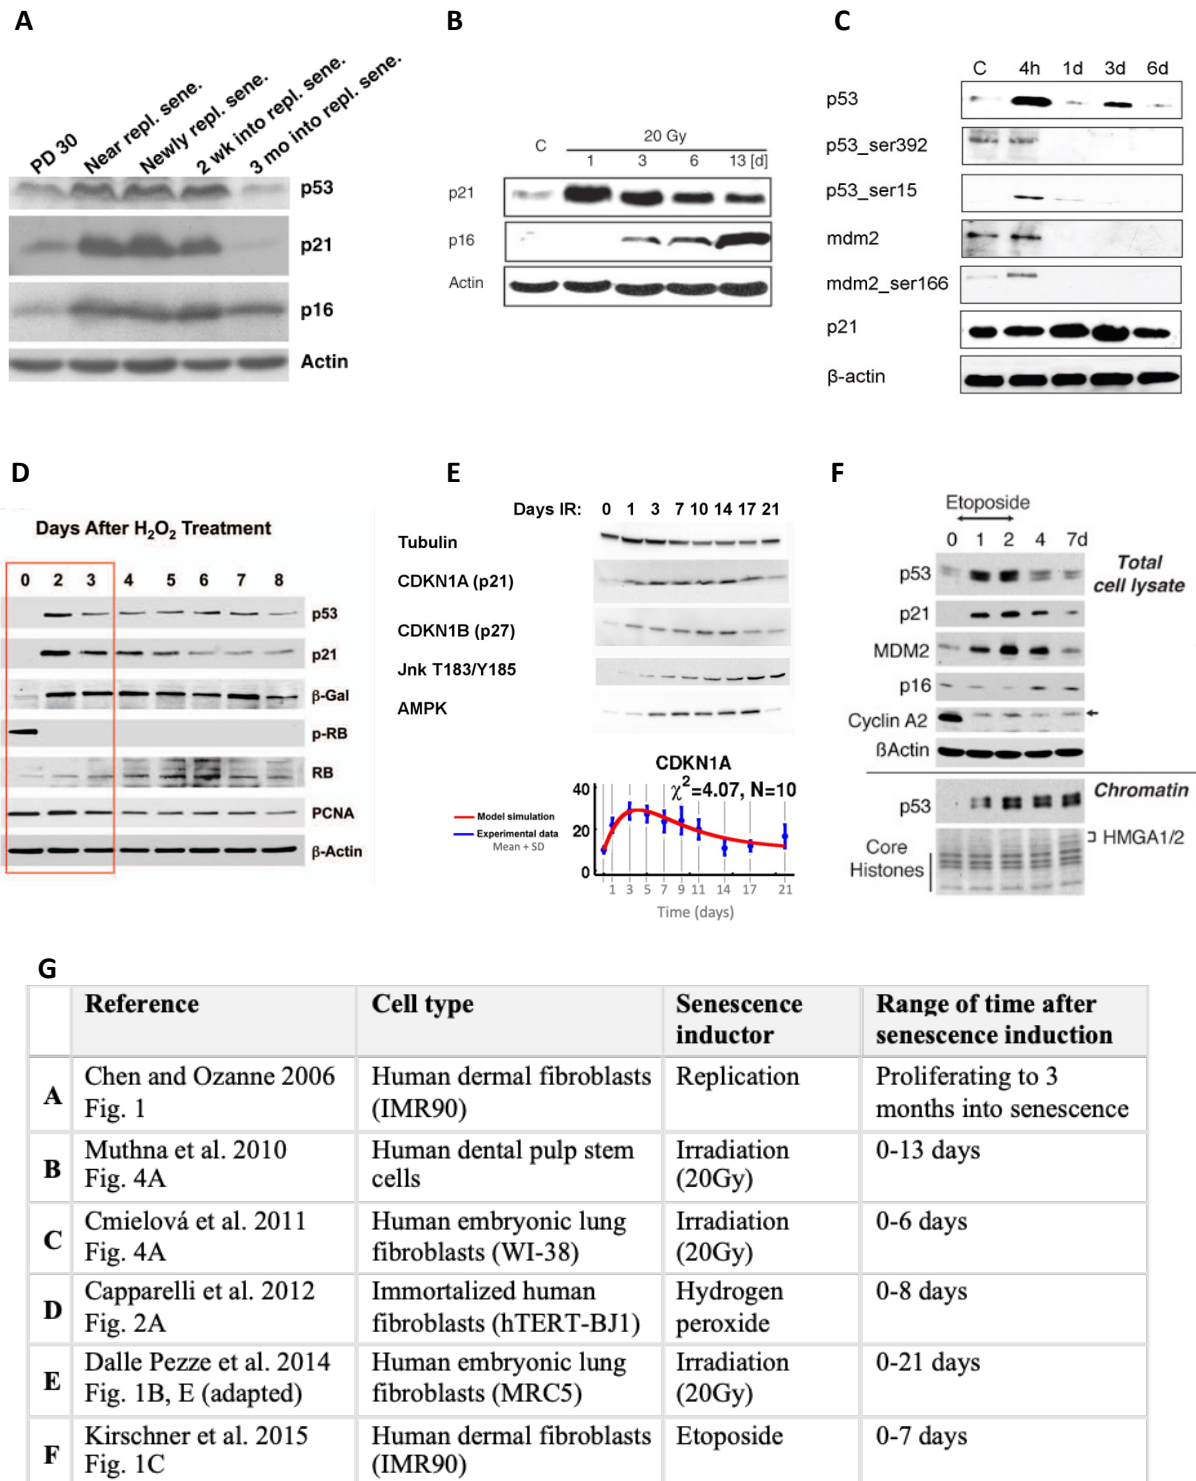 A
PD 30
Near repl. sene.
Newly repl. sene.
2 wk into repl. sene.
3 mo into repl. sene.
p53
p21
p16
Actin
B
20 Gy
C
1 3 6 13 [d]
p21
p16
Actin
C
C 4h 1d 3d 6d
p53
p53_ser392
p53_ser15
mdm2
mdm2_ser166
p21
β-actin
D
Days After H₂O₂ Treatment
0 2 3 4 5 6 7 8
p53
p21
β-Gal
p-RB
RB
PCNA
β-Actin
E
Days IR: 0 1 3 7 10 14 17 21
Tubulin
CDKN1A (p21)
CDKN1B (p27)
Jnk T183/Y185
AMPK
CDKN1A
χ²=4.07, N=10
Model simulation
Experimental data
Mean + SD
40
20
0
1 3 5 7 9 11 14 17 21
Time (days)
F
Etoposide
0 1 2 4 7d
Total
cell lysate
p53
p21
MDM2
p16
Cyclin A2
ßActin
Chromatin
p53
HMGA1/2
Core
Histones
G
Reference Cell type Senescence inductor Range of time after senescence induction
A Chen and Ozanne 2006 Fig. 1 Human dermal fibroblasts (IMR90) Replication Proliferating to 3 months into senescence
B Muthna et al. 2010 Fig. 4A Human dental pulp stem cells Irradiation (20Gy) 0-13 days
C Cmielová et al. 2011 Fig. 4A Human embryonic lung fibroblasts (WI-38) Irradiation (20Gy) 0-6 days
D Capparelli et al. 2012 Fig. 2A Immortalized human fibroblasts (hTERT-BJ1) Hydrogen peroxide 0-8 days
E Dalle Pezze et al. 2014 Fig. 1B, E (adapted) Human embryonic lung fibroblasts (MRC5) Irradiation (20Gy) 0-21 days
F Kirschner et al. 2015 Fig. 1C Human dermal fibroblasts (IMR90) Etoposide 0-7 days